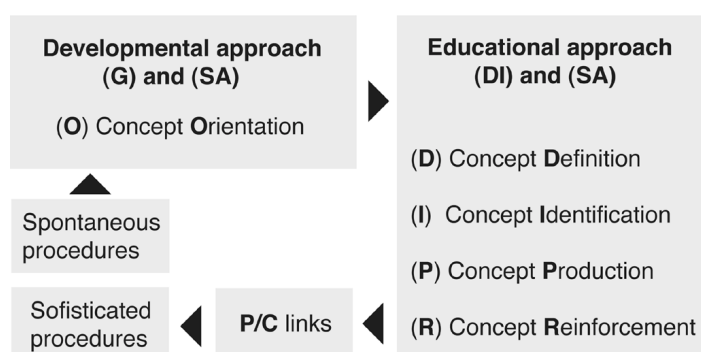 Developmental approach
(G) and (SA)
(O) Concept Orientation
Educational approach
(DI) and (SA)
(D) Concept Definition
(I) Concept Identification
(P) Concept Production
(R) Concept Reinforcement
Spontaneous
procedures
Sofisticated
procedures
P/C links